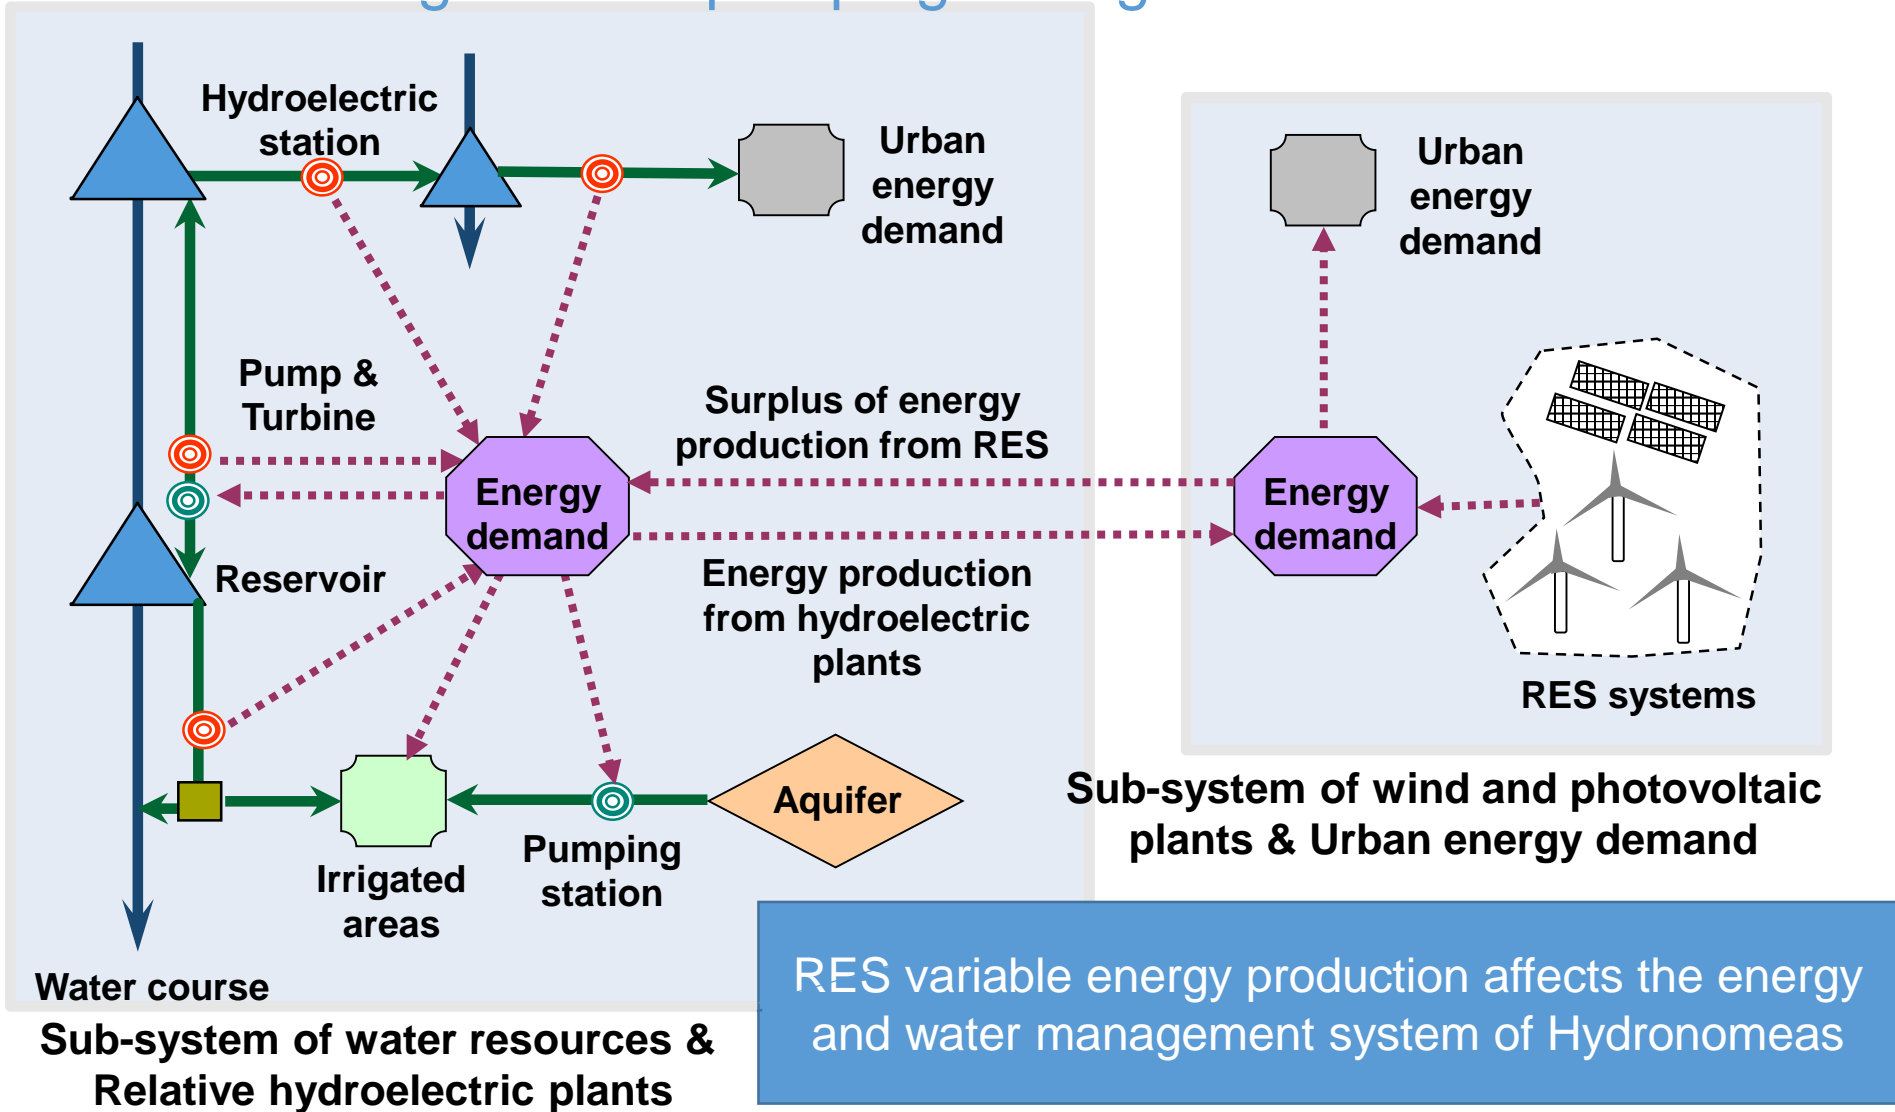 Hydroelectric
station
Urban
energy
demand
Pump &
Turbine
Surplus of energy
production from RES
Energy
demand
Reservoir
Energy production
from hydroelectric
plants
Aquifer
Pumping
station
Irrigated
areas
Water course
Sub-system of water resources &
Relative hydroelectric plants
Urban
energy
demand
Energy
demand
RES systems
Sub-system of wind and photovoltaic
plants & Urban energy demand
RES variable energy production affects the energy
and water management system of Hydronomeas